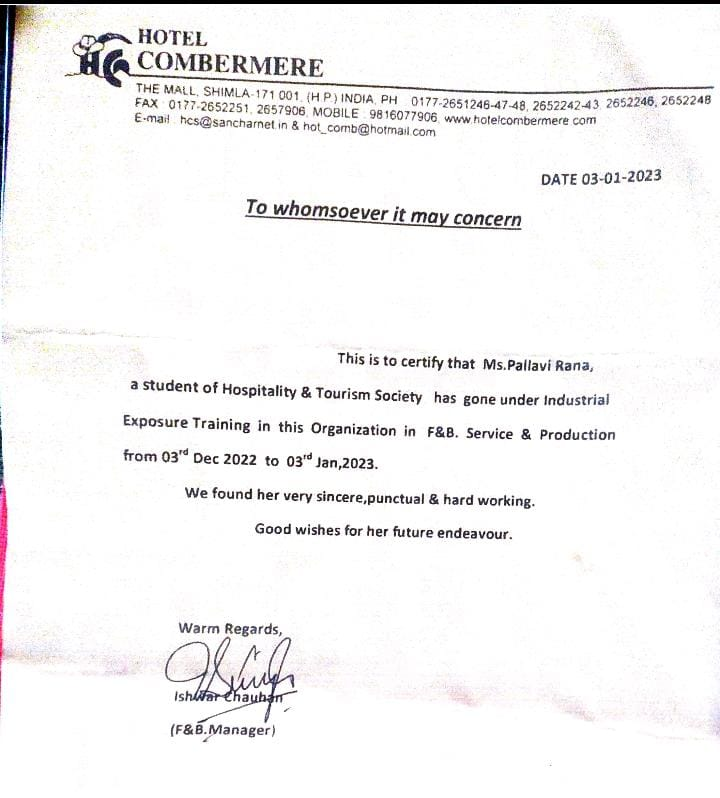 HOTEL
COMBERMERE
THE MALL, SHIMLA-171 001, (H.P.) INDIA, PH 0177-2651246-47-48, 2652242-43 2652246, 2652248
FAX : 0177-2652251, 2657906, MOBILE : 9816077906, www.hotelcombermere.com
E-mail : hcs@sancharnet.in & hot_comb@hotmail.com
DATE 03-01-2023
To whomsoever it may concern
This is to certify that Ms.Pallavi Rana,
a student of Hospitality & Tourism Society has gone under Industrial
Exposure Training in this Organization in F&B. Service & Production
from 03rd Dec 2022 to 03rd Jan,2023.
We found her very sincere,punctual & hard working.
Good wishes for her future endeavour.
Warm Regards,
Ishwar Chauhan
(F&B.Manager)